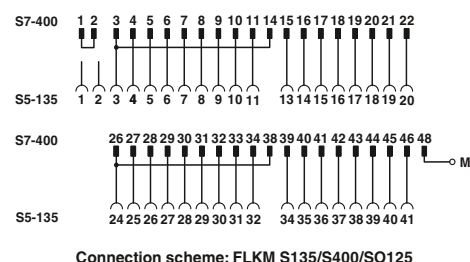 S7-400 1 2 3 4 5 6 7 8 9 10 11 14 15 16 17 18 19 20 21 22
S5-135 1 2 3 4 5 6 7 8 9 10 11 13 14 15 16 17 18 19 20
S7-400 26 27 28 29 30 31 32 33 34 38 39 40 41 42 43 44 45 46 48
M
S5-135 24 25 26 27 28 29 30 31 32 34 35 36 37 38 39 40 41
Connection scheme: FLKM S135/S400/SO125